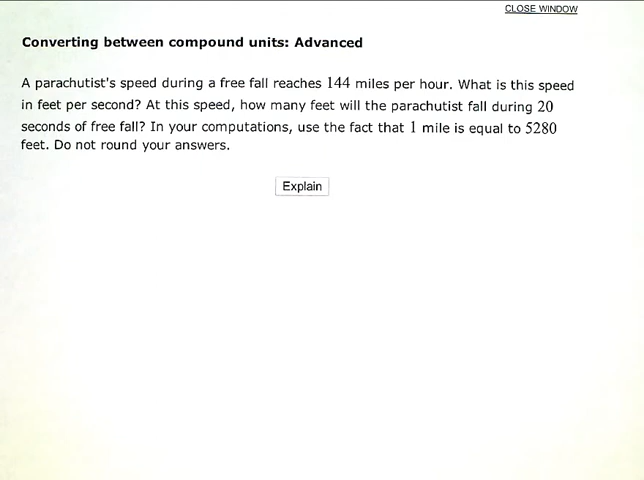 CLOSE WINDOW
Converting between compound units: Advanced
A parachutist's speed during a free fall reaches 144 miles per hour. What is this speed
in feet per second? At this speed, how many feet will the parachutist fall during 20
seconds of free fall? In your computations, use the fact that 1 mile is equal to 5280
feet. Do not round your answers.
Explain